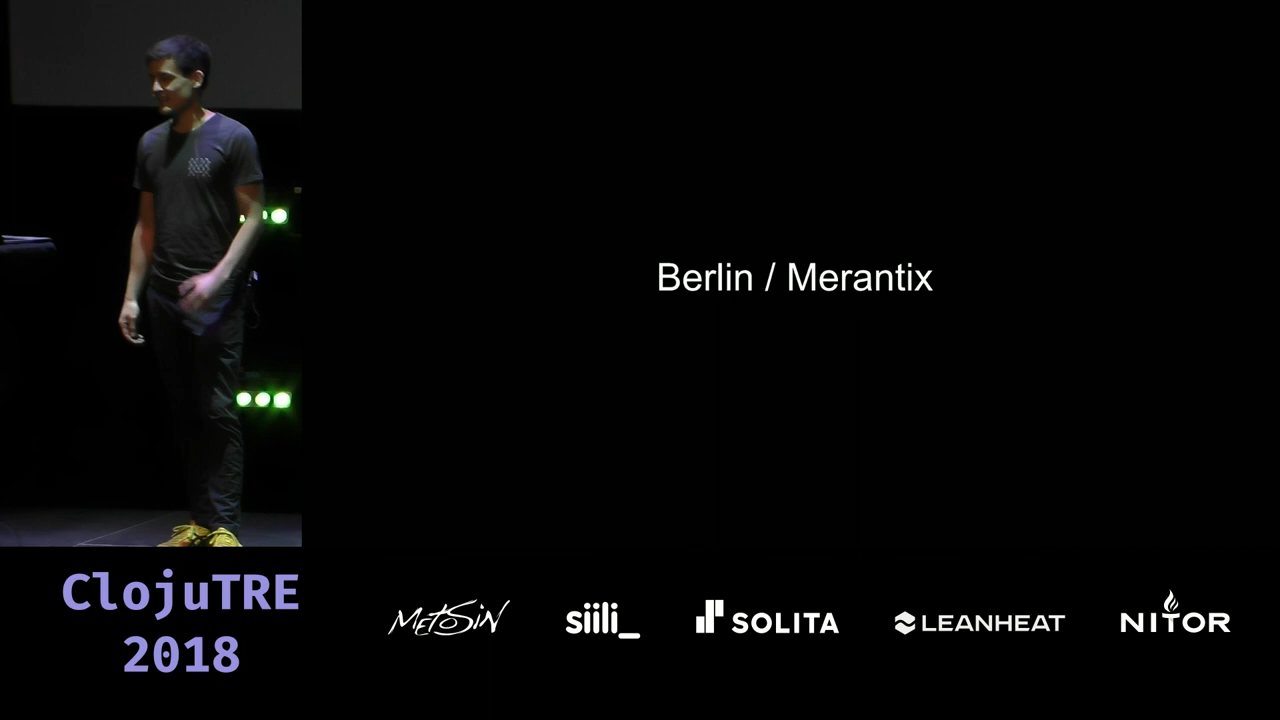 Berlin / Merantix
ClojuTRE
2018
METOSIN
siili_
SOLITA
LEANHEAT
NITOR